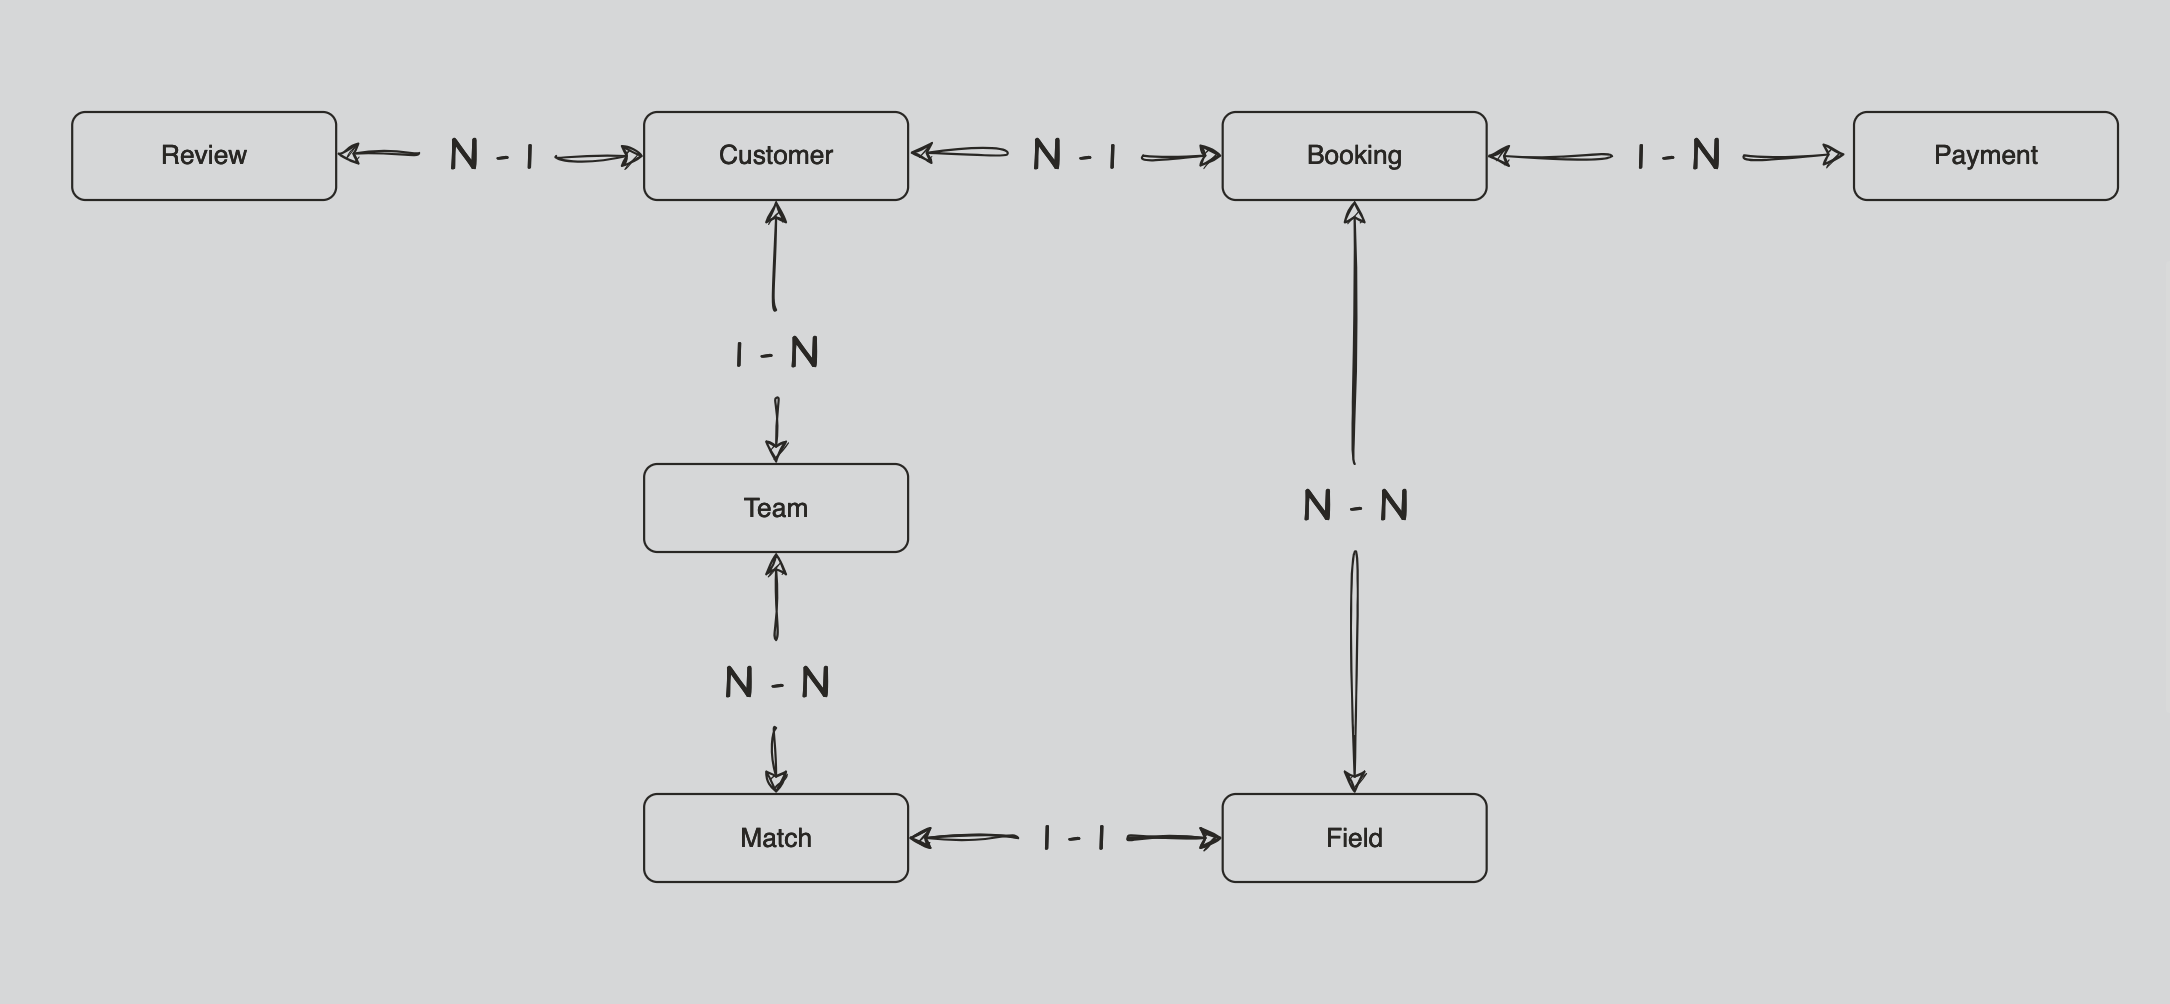 Review N - 1 Customer N - 1 Booking 1 - N Payment
1 - N
Team
N - N
N - N
Match 1 - 1 Field